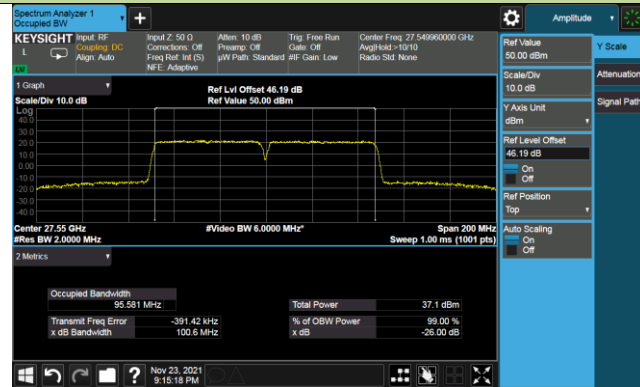 Spectrum Analyzer 1
Occupied BW
Amplitude
KEYSIGHT
Input: RF
Coupling: DC
Align: Auto
Input Z: 50 Ω
Corrections: Off
Freq Ref: Int (S)
NFE: Adaptive
Atten: 10 dB
Preamp: Off
µW Path: Standard
Trig: Free Run
Gate: Off
#IF Gain: Low
Center Freq: 27.549960000 GHz
Avg|Hold:>10/10
Radio Std: None
L
1 Graph
Scale/Div 10.0 dB
Ref Lvl Offset 46.19 dB
Ref Value 50.00 dBm
Log
40.0
30.0
20.0
10.0
0.00
-10.0
-20.0
-30.0
-40.0
Center 27.55 GHz
#Res BW 2.0000 MHz
#Video BW 6.0000 MHz*
Span 200 MHz
Sweep 1.00 ms (1001 pts)
2 Metrics
Occupied Bandwidth
95.581 MHz
Total Power 37.1 dBm
Transmit Freq Error -391.42 kHz
% of OBW Power 99.00 %
x dB Bandwidth 100.6 MHz
x dB -26.00 dB
Nov 23, 2021
9:15:18 PM
Ref Value
50.00 dBm
Scale/Div
10.0 dB
Y Axis Unit
dBm
Ref Level Offset
46.19 dB
On
Off
Ref Position
Top
Auto Scaling
On
Off
Y Scale
Attenuation
Signal Path